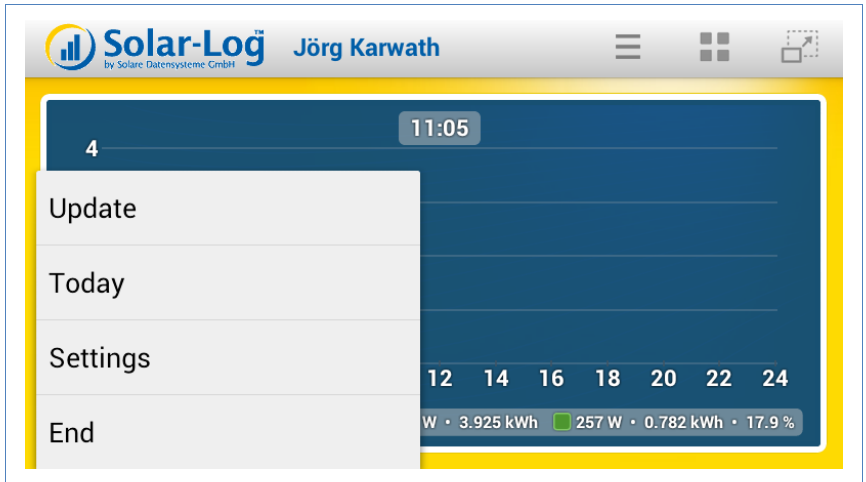 Solar-Log™ Jörg Karwath
by Solare Datensysteme GmbH
11:05
4
Update
Today
Settings
End
12 14 16 18 20 22 24
W • 3.925 kWh 257 W • 0.782 kWh • 17.9 %